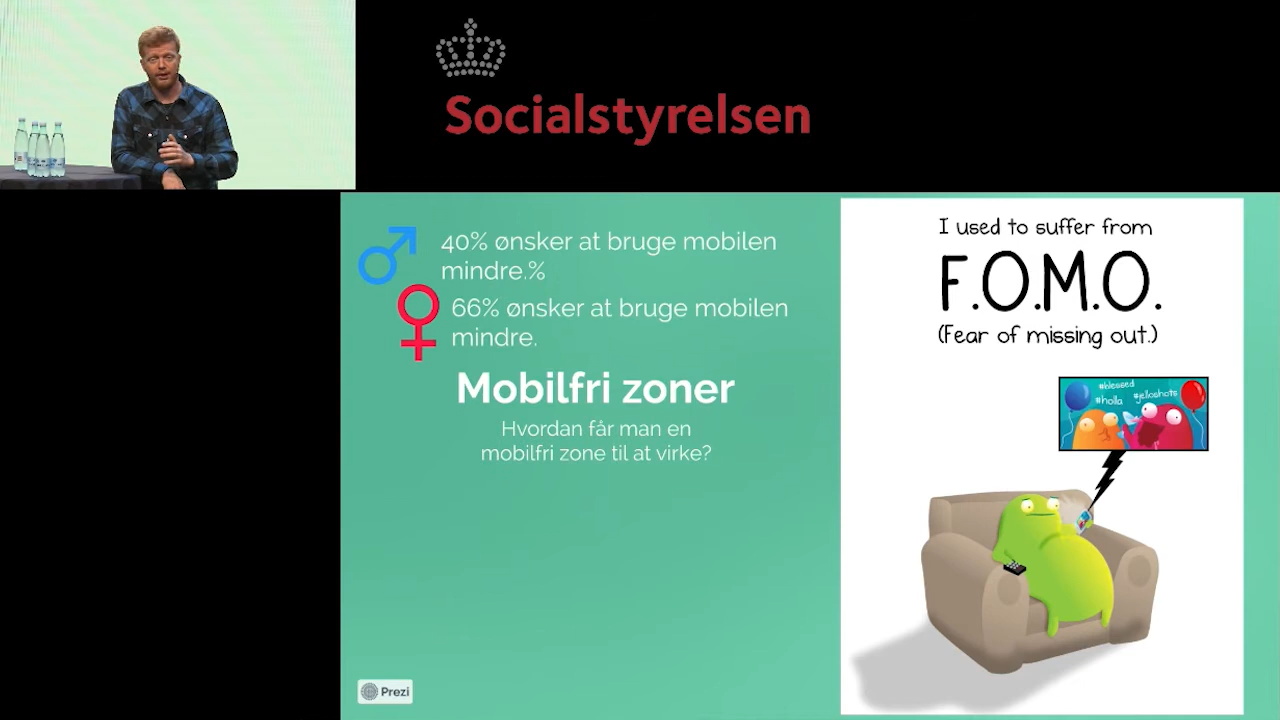 Socialstyrelsen
40% ønsker at bruge mobilen
mindre.%
66% ønsker at bruge mobilen
mindre.
Mobilfri zoner
Hvordan får man en
mobilfri zone til at virke?
Prezi
I used to suffer from
F.O.M.O.
(Fear of missing out.)
#blessed
#holla #jelloshots